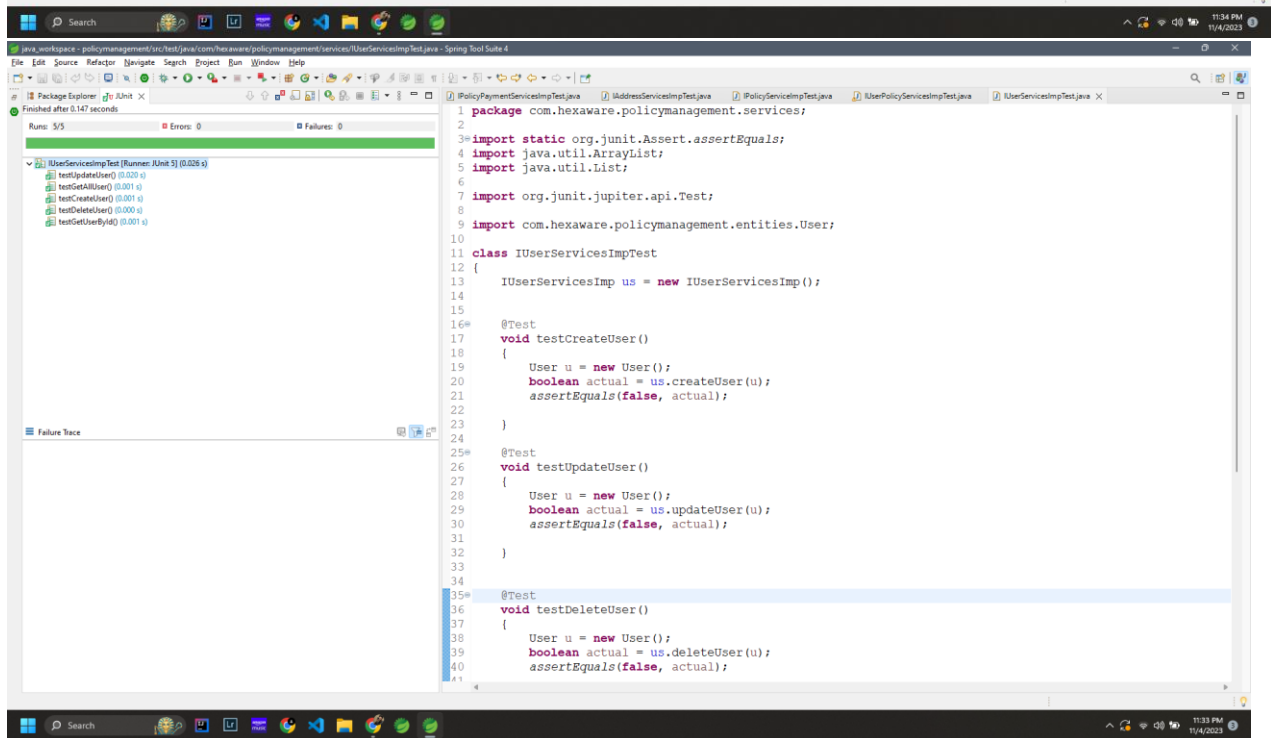 Search
Lr
11:34 PM
11/4/2023
java_workspace - policymanagement/src/test/java/com/hexaware/policymanagement/services/IUserServicesImpTest.java - Spring Tool Suite 4
File Edit Source Refactor Navigate Search Project Run Window Help
Package Explorer JUnit
Finished after 0.147 seconds
Runs: 5/5 Errors: 0 Failures: 0
IUserServicesImpTest [Runner: JUnit 5] (0.026 s)
testUpdateUser() (0.020 s)
testGetAllUser() (0.001 s)
testCreateUser() (0.001 s)
testDeleteUser() (0.000 s)
testGetUserById() (0.001 s)
Failure Trace
IPolicyPaymentServicesImpTest.java IAddressServicesImpTest.java IPolicyServiceImpTest.java IUserPolicyServicesImpTest.java IUserServicesImpTest.java
1 package com.hexaware.policymanagement.services;
2
3 import static org.junit.Assert.assertEquals;
4 import java.util.ArrayList;
5 import java.util.List;
6
7 import org.junit.jupiter.api.Test;
8
9 import com.hexaware.policymanagement.entities.User;
10
11 class IUserServicesImpTest
12 {
13 IUserServicesImp us = new IUserServicesImp();
14
15
16 @Test
17 void testCreateUser()
18 {
19 User u = new User();
20 boolean actual = us.createUser(u);
21 assertEquals(false, actual);
22
23 }
24
25 @Test
26 void testUpdateUser()
27 {
28 User u = new User();
29 boolean actual = us.updateUser(u);
30 assertEquals(false, actual);
31
32 }
33
34
35 @Test
36 void testDeleteUser()
37 {
38 User u = new User();
39 boolean actual = us.deleteUser(u);
40 assertEquals(false, actual);
41
Search
Lr
11:33 PM
11/4/2023